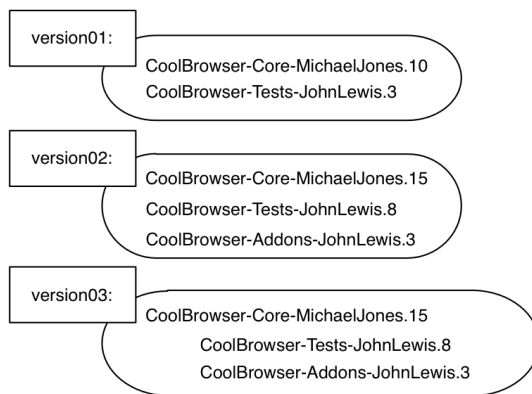 version01:
CoolBrowser-Core-MichaelJones.10
CoolBrowser-Tests-JohnLewis.3
version02:
CoolBrowser-Core-MichaelJones.15
CoolBrowser-Tests-JohnLewis.8
CoolBrowser-Addons-JohnLewis.3
version03:
CoolBrowser-Core-MichaelJones.15
CoolBrowser-Tests-JohnLewis.8
CoolBrowser-Addons-JohnLewis.3